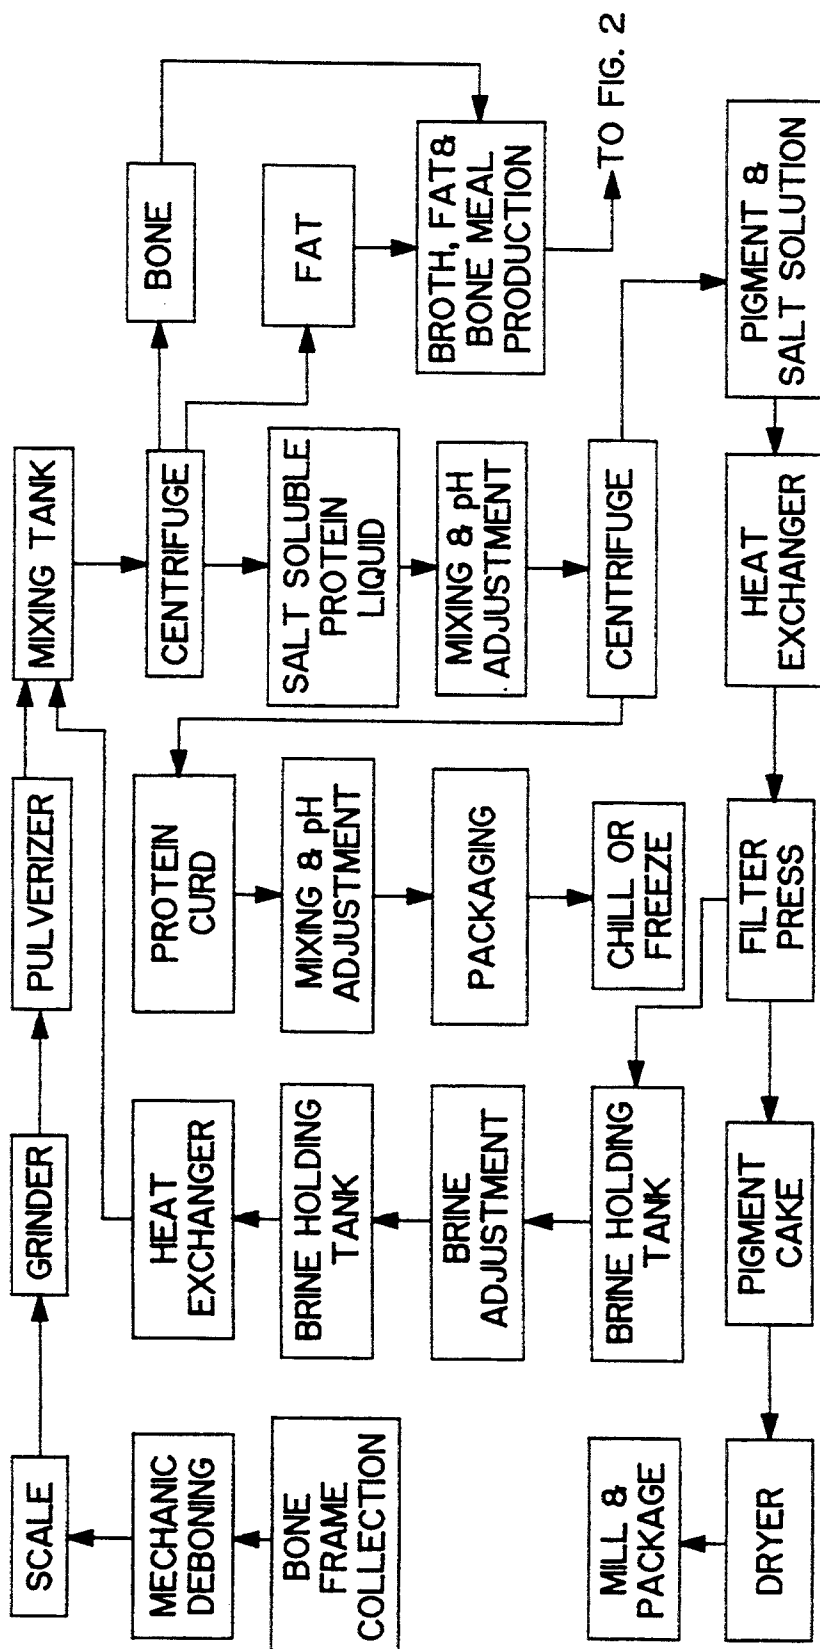 SCALE
GRINDER
PULVERIZER
MIXING TANK
MECHANIC
DEBONING
HEAT
EXCHANGER
PROTEIN
CURD
CENTRIFUGE
BONE
BONE
FRAME
COLLECTION
BRINE HOLDING
TANK
MIXING & pH
ADJUSTMENT
SALT SOLUBLE
PROTEIN
LIQUID
FAT
BRINE
ADJUSTMENT
PACKAGING
MIXING & pH
ADJUSTMENT
BROTH, FAT &
BONE MEAL
PRODUCTION
MILL &
PACKAGE
BRINE HOLDING
TANK
CHILL OR
FREEZE
CENTRIFUGE
TO FIG. 2
DRYER
PIGMENT
CAKE
FILTER
PRESS
HEAT
EXCHANGER
PIGMENT &
SALT SOLUTION